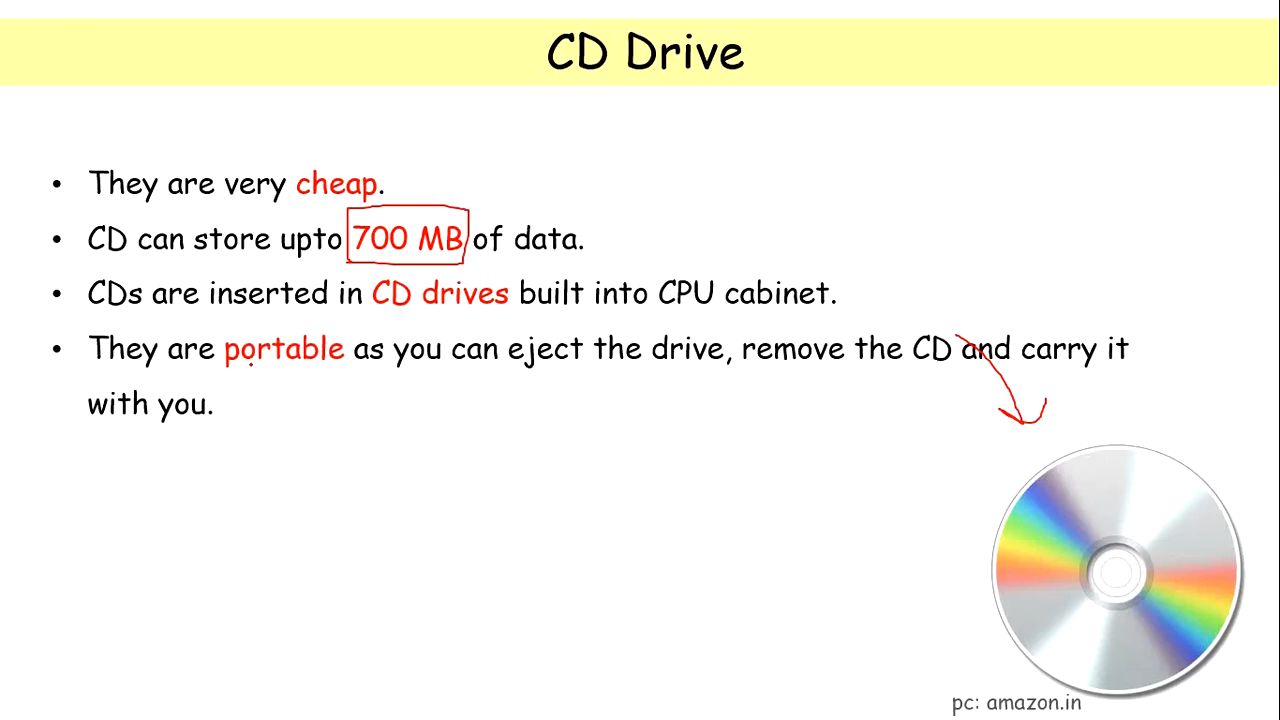 CD Drive
• They are very cheap.
• CD can store upto 700 MB of data.
• CDs are inserted in CD drives built into CPU cabinet.
• They are portable as you can eject the drive, remove the CD and carry it
with you.
pc: amazon.in